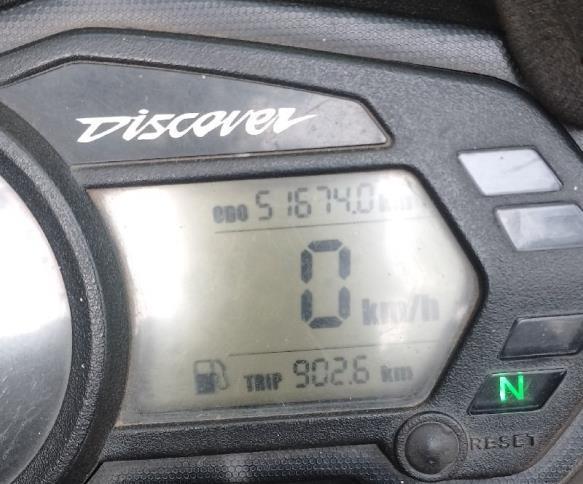 Discover
ODO 51674.0 km
0 km/h
TRIP 902.6 km
N
RESET